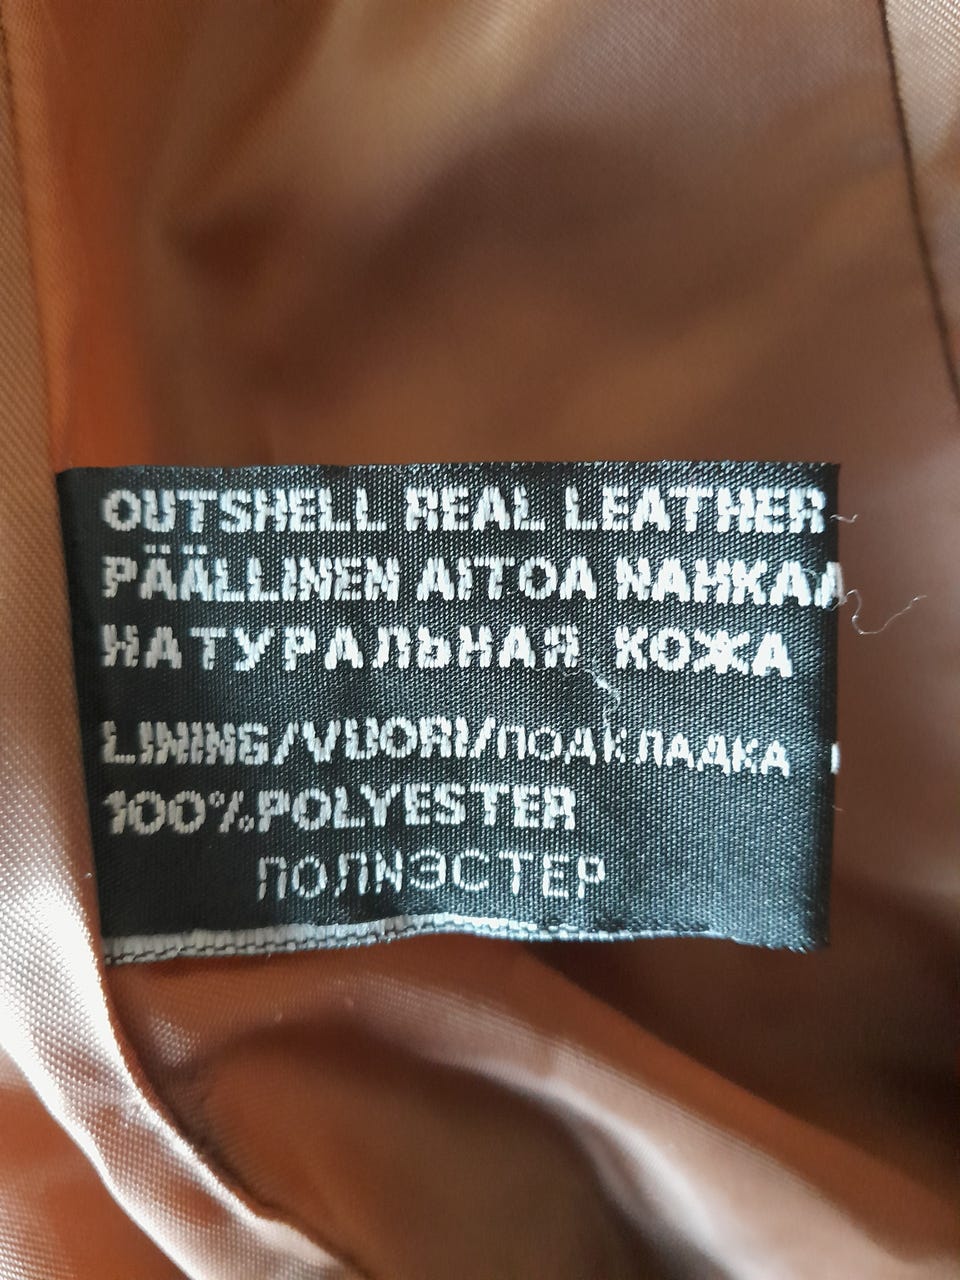 OUTSHELL REAL LEATHER
PÄÄLLINEN AITOA NAHKAA
НАТУРАЛЬНАЯ КОЖА
LINING/VUORI/ПОДКЛАДКА
100%POLYESTER
ПОЛИЭСТЕР